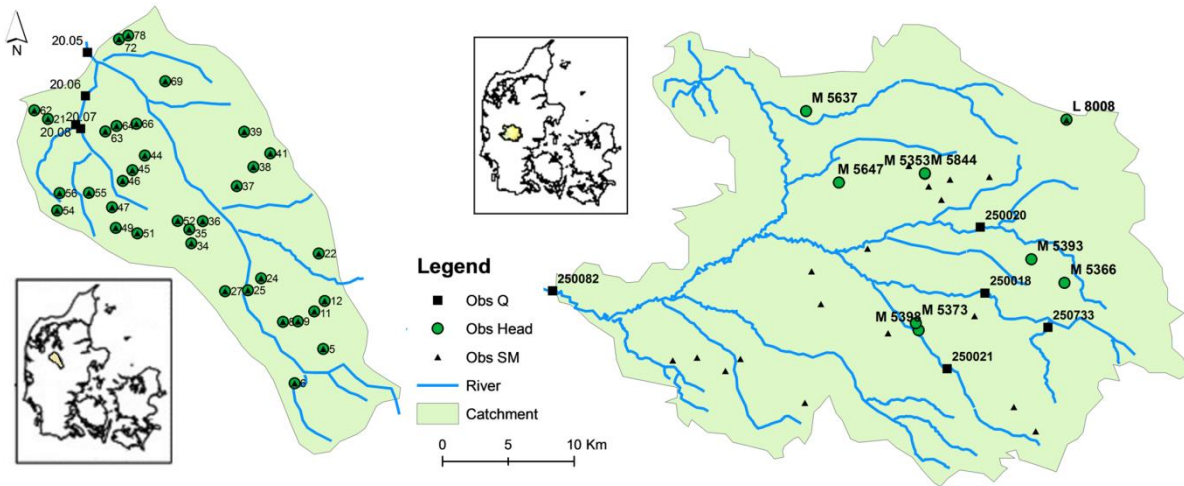 N
20.05
78
72
20.06
69
62
21
20.07
20.08
64
66
63
39
44
41
45
38
46
37
56
55
54
47
49
51
52
36
35
34
22
24
27
25
12
11
8
9
5
6
M 5637
L 8008
M 5353
M 5844
M 5647
250020
M 5393
M 5366
250082
250018
250733
M 5373
M 5398
250021
Legend
Obs Q
Obs Head
Obs SM
River
Catchment
0 5 10 Km